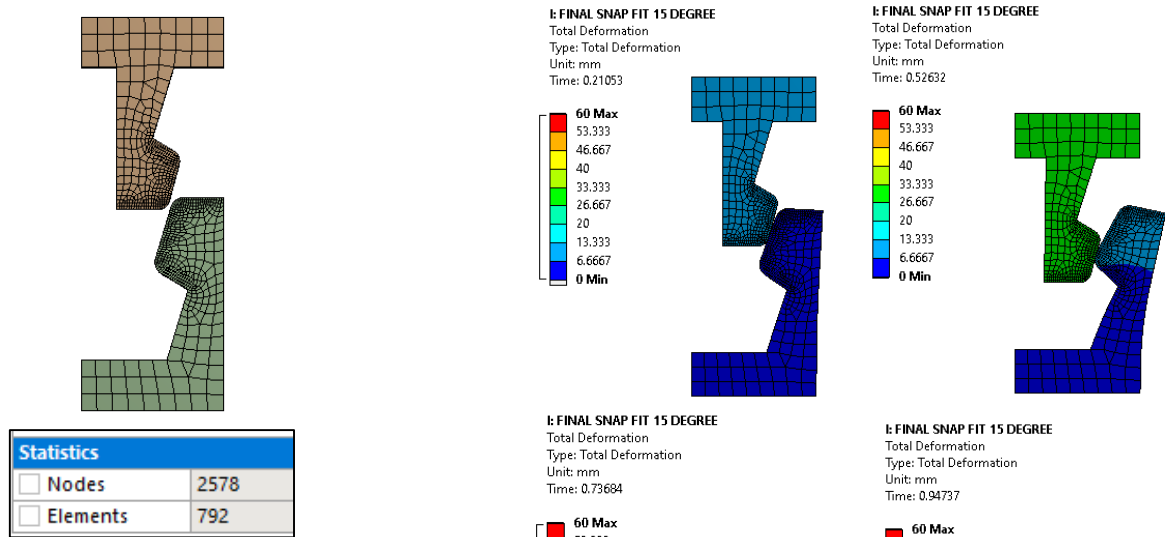 I: FINAL SNAP FIT 15 DEGREE
Total Deformation
Type: Total Deformation
Unit: mm
Time: 0.21053
60 Max
53.333
46.667
40
33.333
26.667
20
13.333
6.6667
0 Min
I: FINAL SNAP FIT 15 DEGREE
Total Deformation
Type: Total Deformation
Unit: mm
Time: 0.52632
60 Max
53.333
46.667
40
33.333
26.667
20
13.333
6.6667
0 Min
Statistics
Nodes 2578
Elements 792
I: FINAL SNAP FIT 15 DEGREE
Total Deformation
Type: Total Deformation
Unit: mm
Time: 0.73684
60 Max
I: FINAL SNAP FIT 15 DEGREE
Total Deformation
Type: Total Deformation
Unit: mm
Time: 0.94737
60 Max